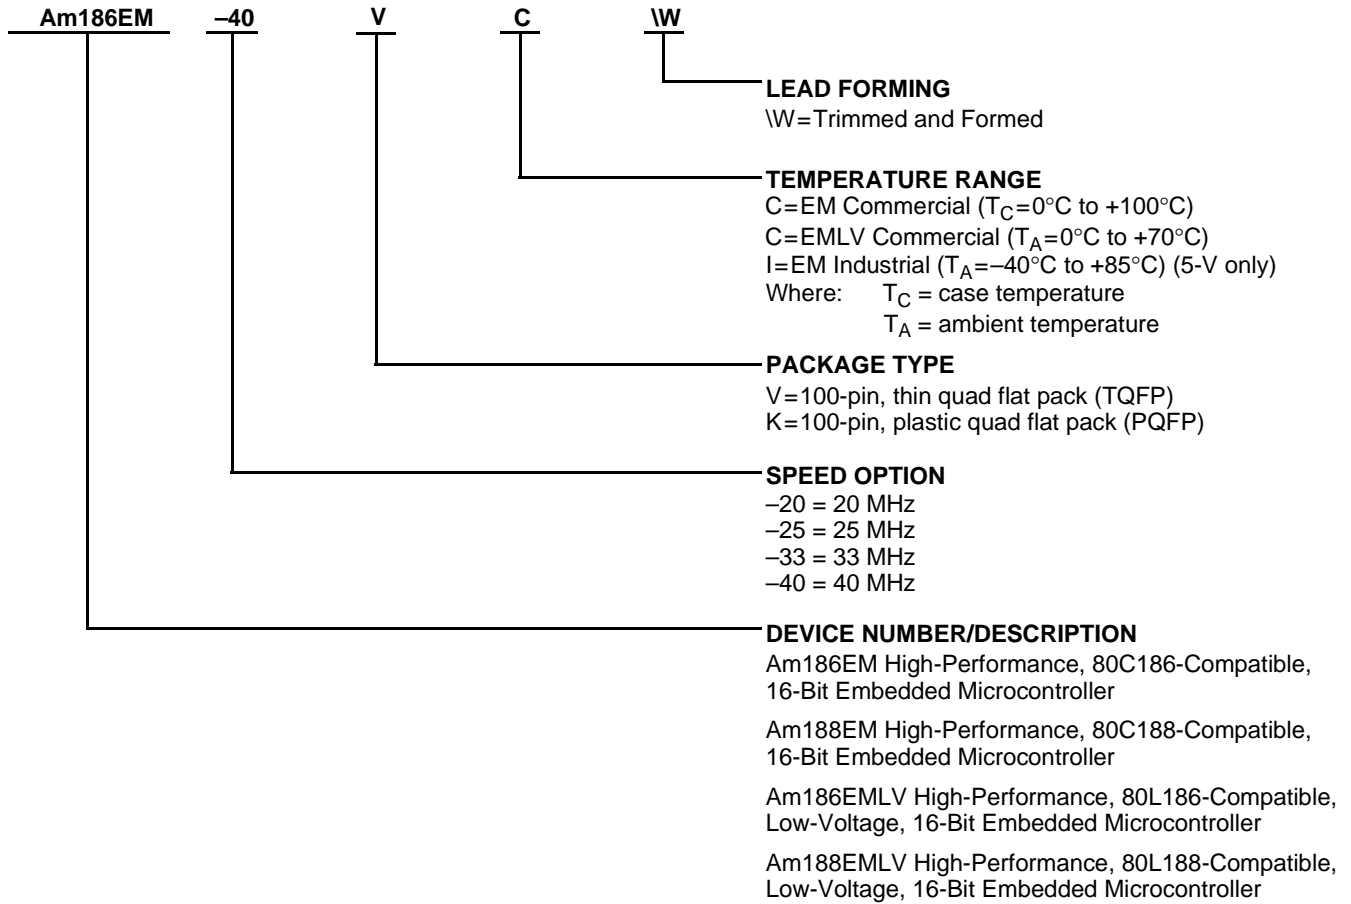 Am186EM –40 V C \W
LEAD FORMING
\W=Trimmed and Formed
TEMPERATURE RANGE
C=EM Commercial (TC=0°C to +100°C)
C=EMLV Commercial (TA=0°C to +70°C)
I=EM Industrial (TA=–40°C to +85°C) (5-V only)
Where: TC = case temperature
TA = ambient temperature
PACKAGE TYPE
V=100-pin, thin quad flat pack (TQFP)
K=100-pin, plastic quad flat pack (PQFP)
SPEED OPTION
–20 = 20 MHz
–25 = 25 MHz
–33 = 33 MHz
–40 = 40 MHz
DEVICE NUMBER/DESCRIPTION
Am186EM High-Performance, 80C186-Compatible,
16-Bit Embedded Microcontroller
Am188EM High-Performance, 80C188-Compatible,
16-Bit Embedded Microcontroller
Am186EMLV High-Performance, 80L186-Compatible,
Low-Voltage, 16-Bit Embedded Microcontroller
Am188EMLV High-Performance, 80L188-Compatible,
Low-Voltage, 16-Bit Embedded Microcontroller